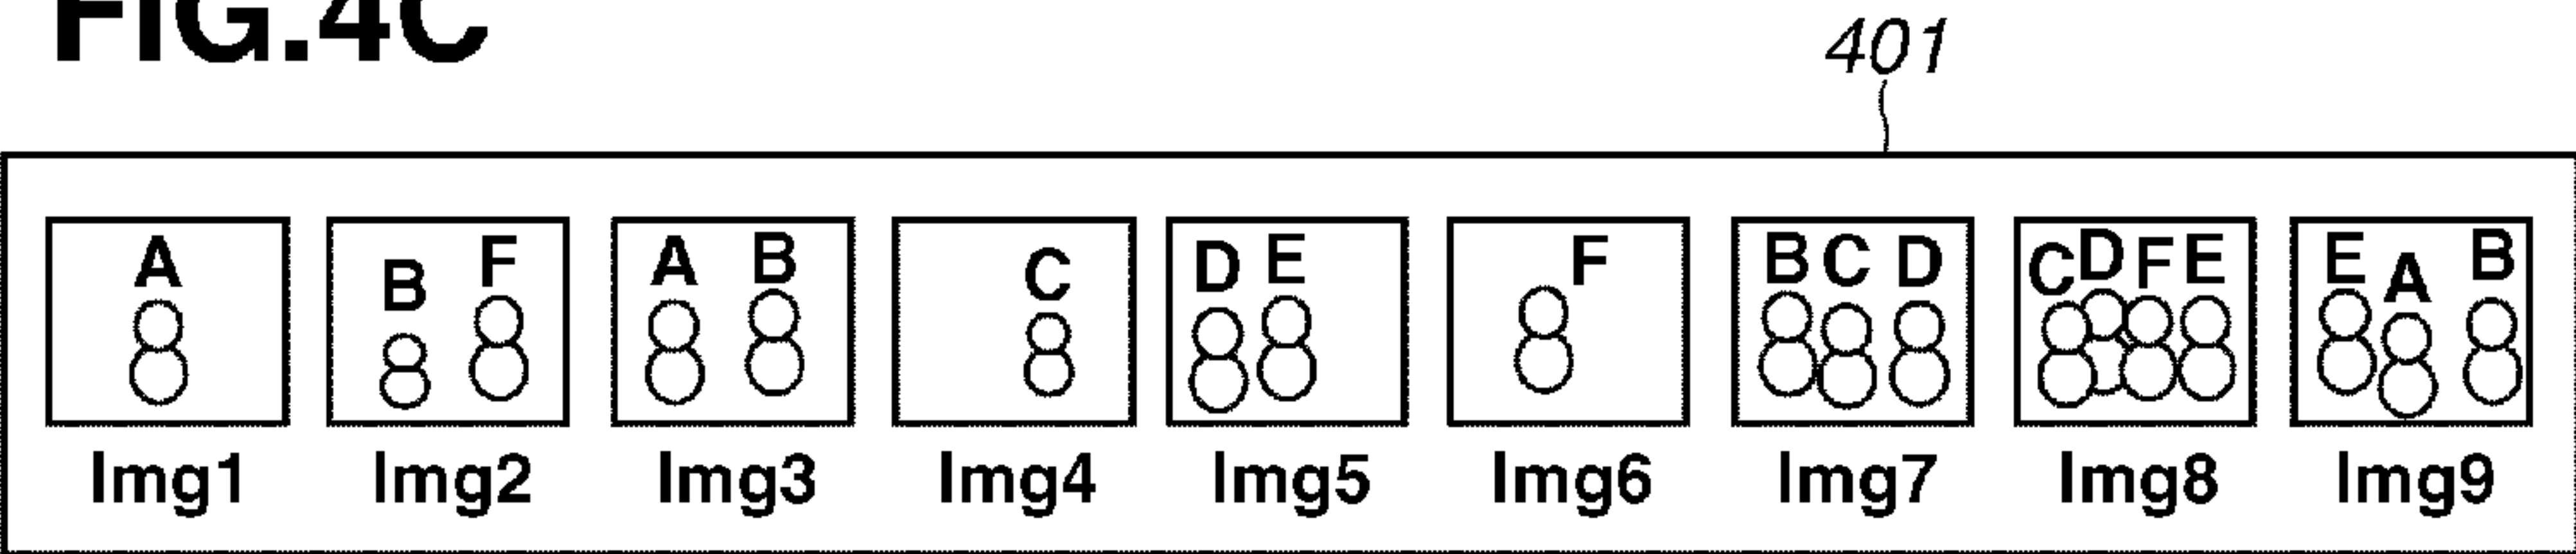 FIG.4C
401
A B F A B C D E F B C D C D F E E A B
Img1 Img2 Img3 Img4 Img5 Img6 Img7 Img8 Img9